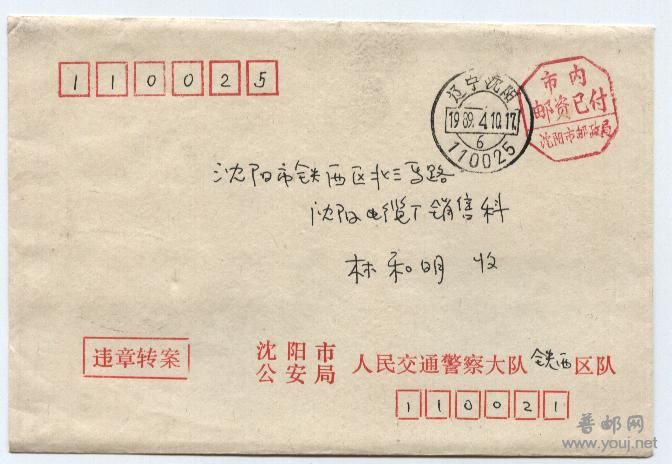 110025
辽宁沈阳
1989.4.10.17
6
110025
市内
邮资已付
沈阳市邮政局
沈阳市铁西区北三马路
沈阳电缆厂销售科
林和明 收
违章转案
沈阳市
公安局
人民交通警察大队铁西区队
110021
普邮网
www.youj.net